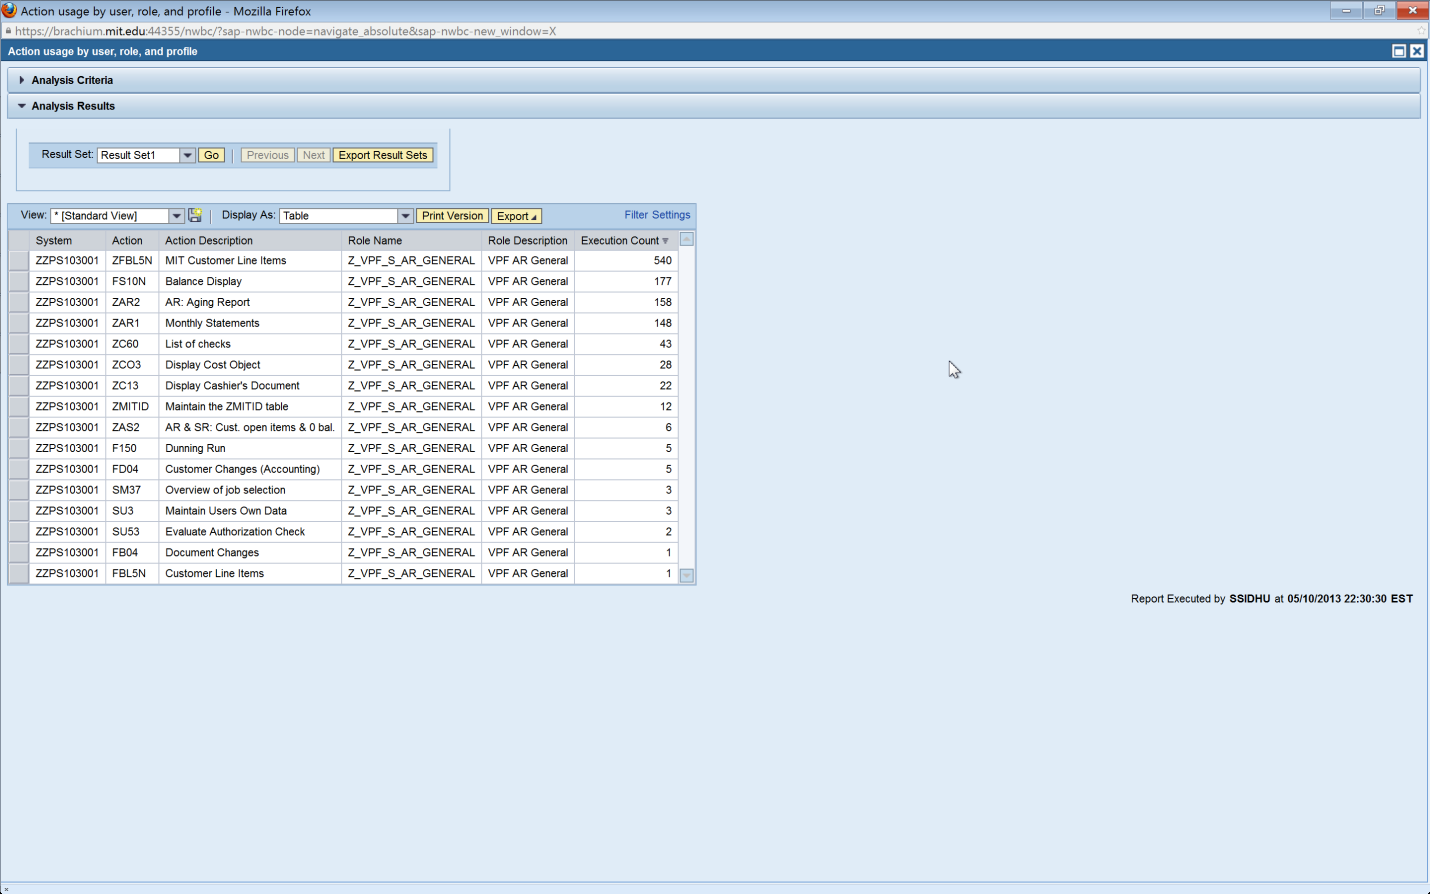 Action usage by user, role, and profile - Mozilla Firefox
https://brachium.mit.edu:44355/nwbc/?sap-nwbc-node=navigate_absolute&sap-nwbc-new_window=X
Action usage by user, role, and profile
Analysis Criteria
Analysis Results
Result Set: Result Set1 Go Previous Next Export Result Sets
View: * [Standard View] Display As: Table Print Version Export Filter Settings
System Action Action Description Role Name Role Description Execution Count
ZZPS103001 ZFBL5N MIT Customer Line Items Z_VPF_S_AR_GENERAL VPF AR General 540
ZZPS103001 FS10N Balance Display Z_VPF_S_AR_GENERAL VPF AR General 177
ZZPS103001 ZAR2 AR: Aging Report Z_VPF_S_AR_GENERAL VPF AR General 158
ZZPS103001 ZAR1 Monthly Statements Z_VPF_S_AR_GENERAL VPF AR General 148
ZZPS103001 ZC60 List of checks Z_VPF_S_AR_GENERAL VPF AR General 43
ZZPS103001 ZCO3 Display Cost Object Z_VPF_S_AR_GENERAL VPF AR General 28
ZZPS103001 ZC13 Display Cashier's Document Z_VPF_S_AR_GENERAL VPF AR General 22
ZZPS103001 ZMITID Maintain the ZMITID table Z_VPF_S_AR_GENERAL VPF AR General 12
ZZPS103001 ZAS2 AR & SR: Cust. open items & 0 bal. Z_VPF_S_AR_GENERAL VPF AR General 6
ZZPS103001 F150 Dunning Run Z_VPF_S_AR_GENERAL VPF AR General 5
ZZPS103001 FD04 Customer Changes (Accounting) Z_VPF_S_AR_GENERAL VPF AR General 5
ZZPS103001 SM37 Overview of job selection Z_VPF_S_AR_GENERAL VPF AR General 3
ZZPS103001 SU3 Maintain Users Own Data Z_VPF_S_AR_GENERAL VPF AR General 3
ZZPS103001 SU53 Evaluate Authorization Check Z_VPF_S_AR_GENERAL VPF AR General 2
ZZPS103001 FB04 Document Changes Z_VPF_S_AR_GENERAL VPF AR General 1
ZZPS103001 FBL5N Customer Line Items Z_VPF_S_AR_GENERAL VPF AR General 1
Report Executed by SSIDHU at 05/10/2013 22:30:30 EST